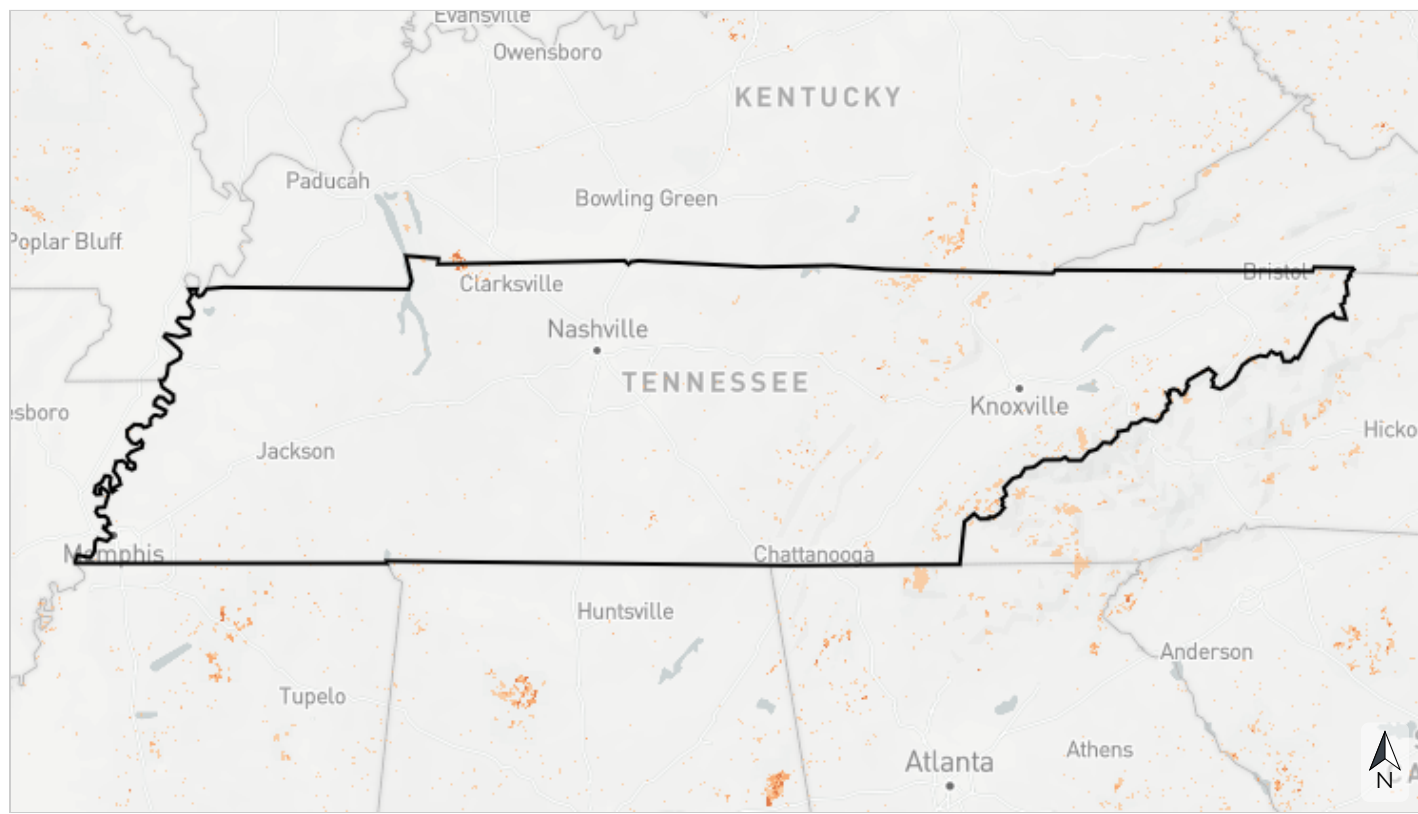 Evansville
Owensboro
KENTUCKY
Paducah
Bowling Green
Poplar Bluff
Bristol
Clarksville
Nashville
TENNESSEE
Knoxville
esboro
Hicko
Jackson
Memphis
Chattanooga
Huntsville
Anderson
Tupelo
Athens
Atlanta
N